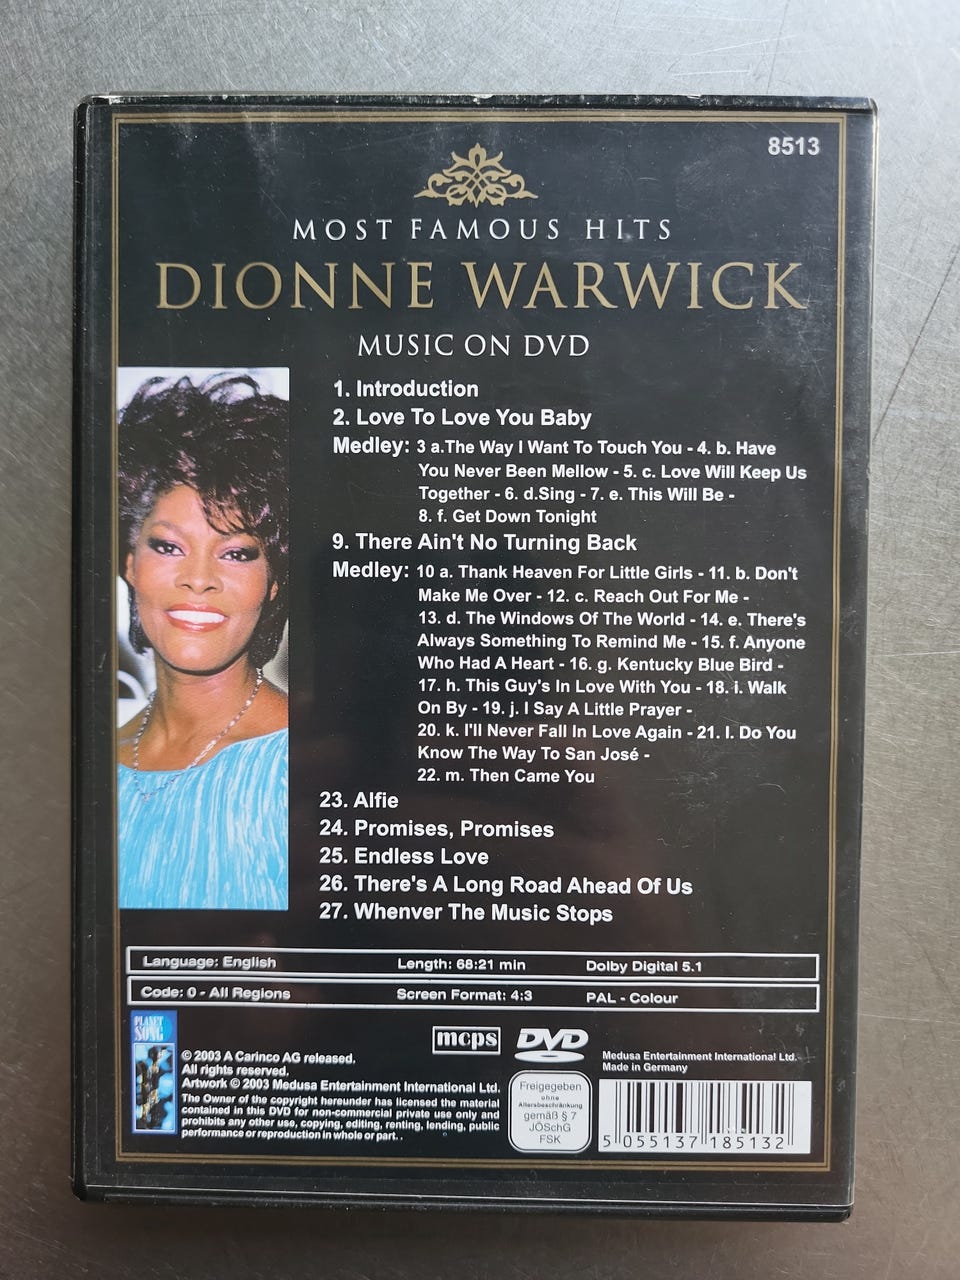 8513
MOST FAMOUS HITS
DIONNE WARWICK
MUSIC ON DVD
1. Introduction
2. Love To Love You Baby
Medley: 3 a.The Way I Want To Touch You - 4. b. Have
You Never Been Mellow - 5. c. Love Will Keep Us
Together - 6. d.Sing - 7. e. This Will Be -
8. f. Get Down Tonight
9. There Ain't No Turning Back
Medley: 10 a. Thank Heaven For Little Girls - 11. b. Don't
Make Me Over - 12. c. Reach Out For Me -
13. d. The Windows Of The World - 14. e. There's
Always Something To Remind Me - 15. f. Anyone
Who Had A Heart - 16. g. Kentucky Blue Bird -
17. h. This Guy's In Love With You - 18. i. Walk
On By - 19. j. I Say A Little Prayer -
20. k. I'll Never Fall In Love Again - 21. l. Do You
Know The Way To San José -
22. m. Then Came You
23. Alfie
24. Promises, Promises
25. Endless Love
26. There's A Long Road Ahead Of Us
27. Whenver The Music Stops
Language: English Length: 68:21 min Dolby Digital 5.1
Code: 0 - All Regions Screen Format: 4:3 PAL - Colour
PLANET
SONG
mcps
DVD
© 2003 A Carinco AG released.
All rights reserved.
Artwork © 2003 Medusa Entertainment International Ltd.
The Owner of the copyright hereunder has licensed the material
contained in this DVD for non-commercial private use only and
prohibits any other use, copying, editing, renting, lending, public
performance or reproduction in whole or part. .
Freigegeben
ohne
Altersbeschränkung
gemäß § 7
JÖSchG
FSK
Medusa Entertainment International Ltd.
Made in Germany
5 055137 185132